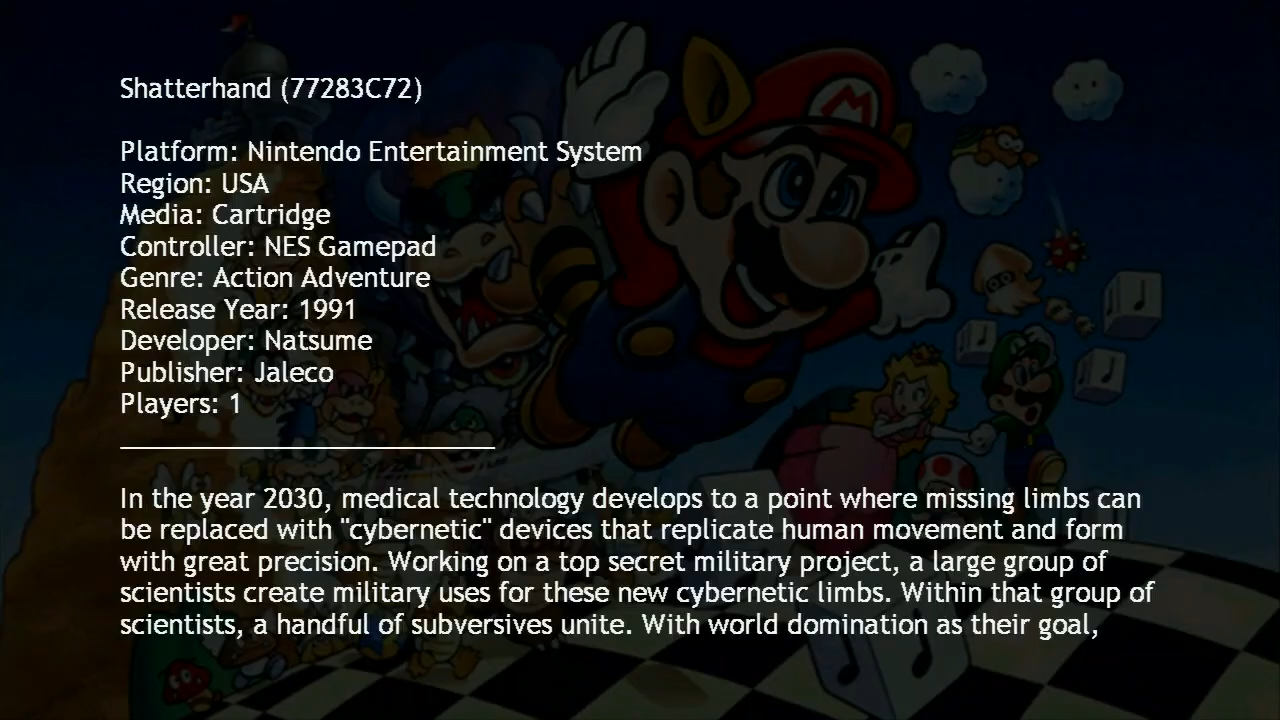 Shatterhand (77283C72)
Platform: Nintendo Entertainment System
Region: USA
Media: Cartridge
Controller: NES Gamepad
Genre: Action Adventure
Release Year: 1991
Developer: Natsume
Publisher: Jaleco
Players: 1
In the year 2030, medical technology develops to a point where missing limbs can
be replaced with "cybernetic" devices that replicate human movement and form
with great precision. Working on a top secret military project, a large group of
scientists create military uses for these new cybernetic limbs. Within that group of
scientists, a handful of subversives unite. With world domination as their goal,